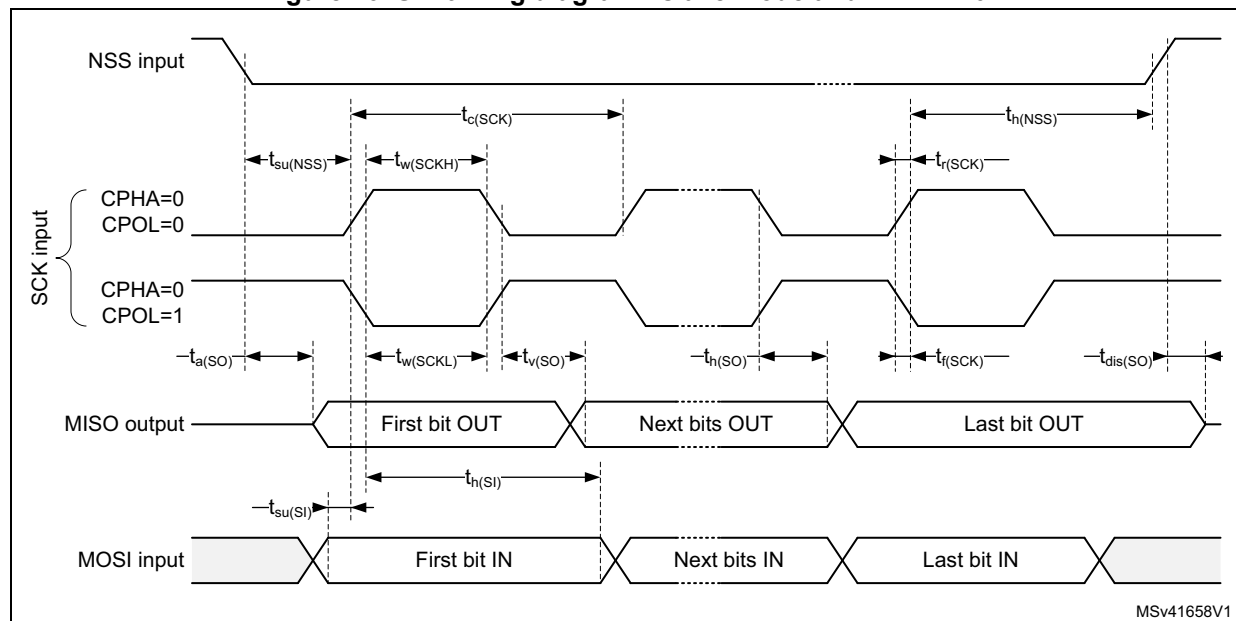 NSS input
tc(SCK)
th(NSS)
tsu(NSS)
tw(SCKH)
tr(SCK)
SCK input
CPHA=0
CPOL=0
CPHA=0
CPOL=1
ta(SO)
tw(SCKL)
tv(SO)
th(SO)
tf(SCK)
tdis(SO)
MISO output
First bit OUT
Next bits OUT
Last bit OUT
th(SI)
tsu(SI)
MOSI input
First bit IN
Next bits IN
Last bit IN
MSv41658V1